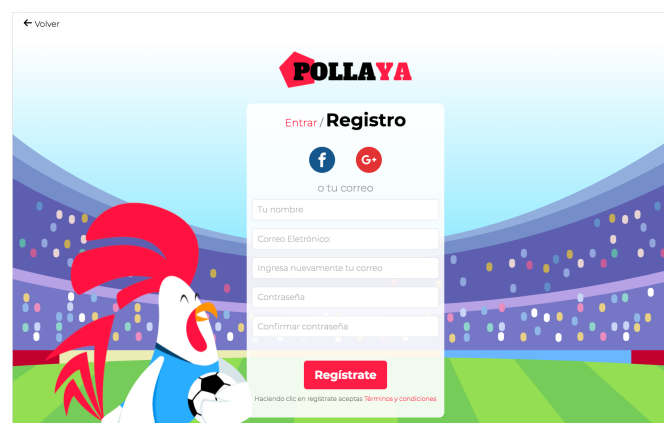 ← Volver
POLLAYA
Entrar / Registro
f G+
o tu correo
Tu nombre
Correo Eletrónico:
Ingresa nuevamente tu correo
Contraseña
Confirmar contraseña
Regístrate
Haciendo clic en regístrate aceptas Términos y condiciones